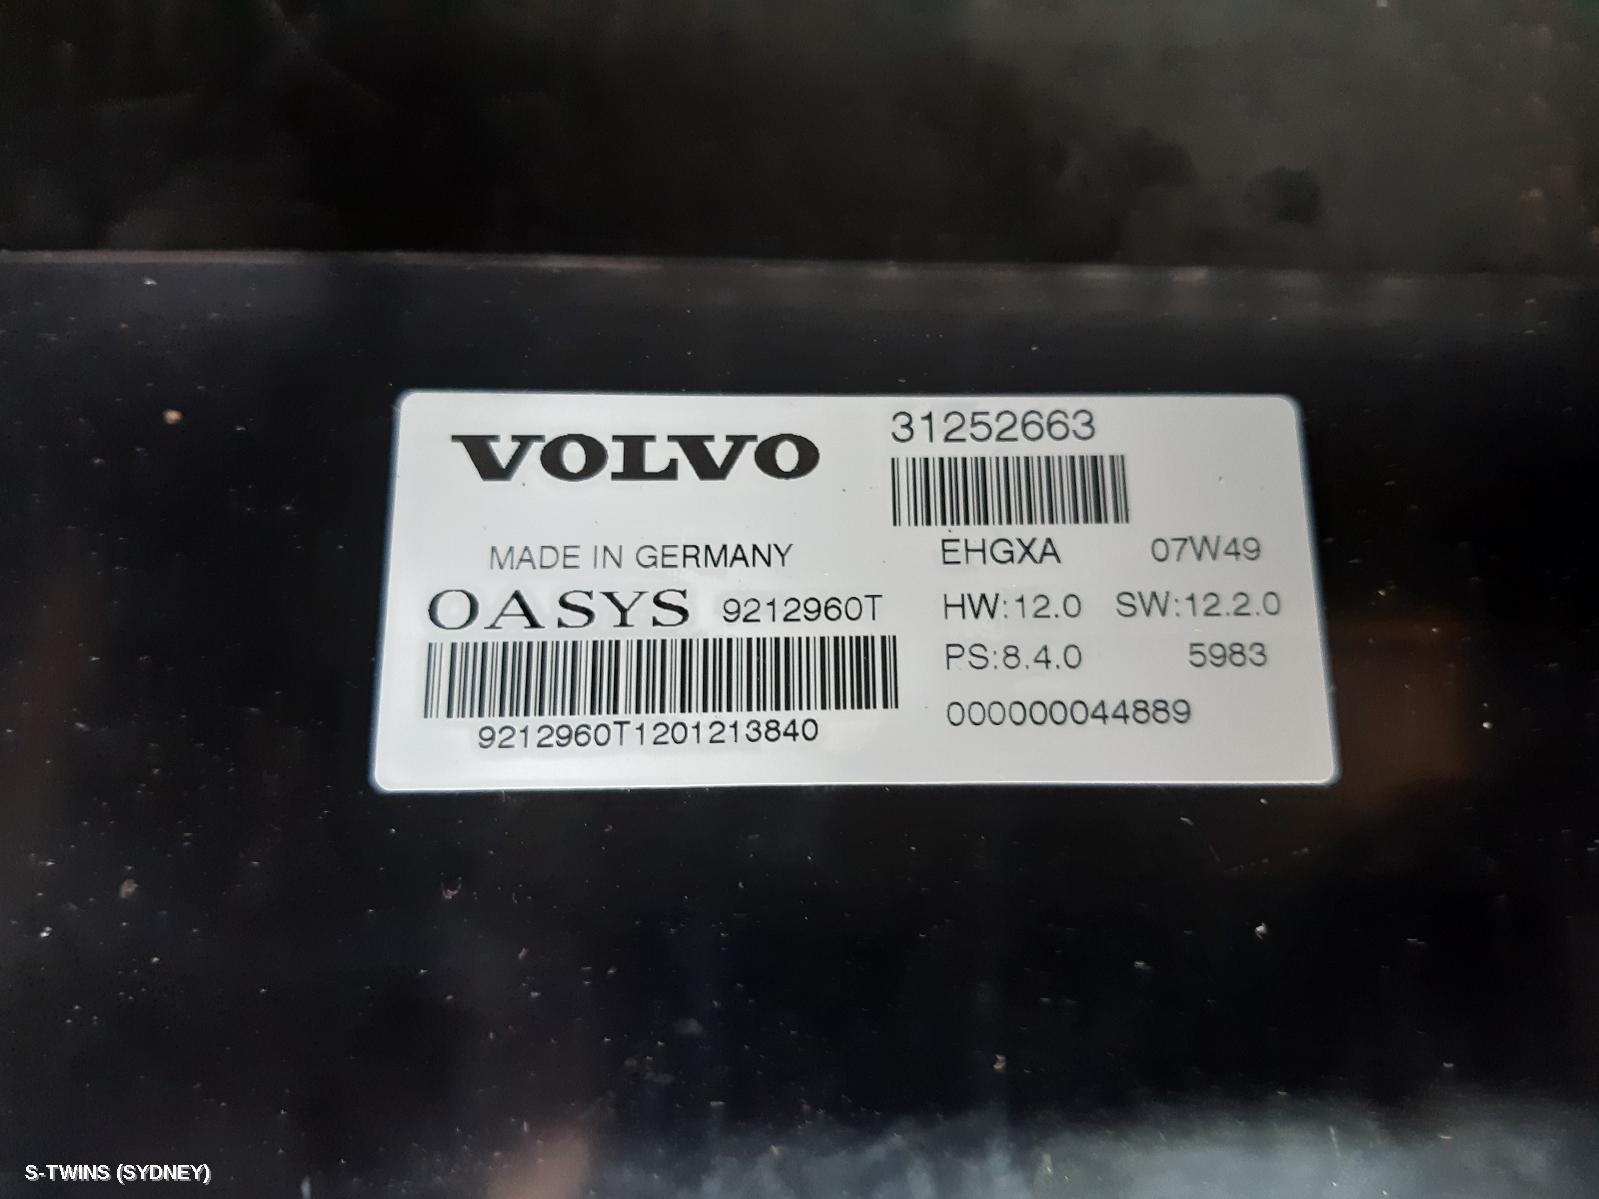 VOLVO
31252663
MADE IN GERMANY
EHGXA 07W49
OASYS 9212960T
HW:12.0 SW:12.2.0
PS:8.4.0 5983
9212960T1201213840
000000044889
S-TWINS (SYDNEY)